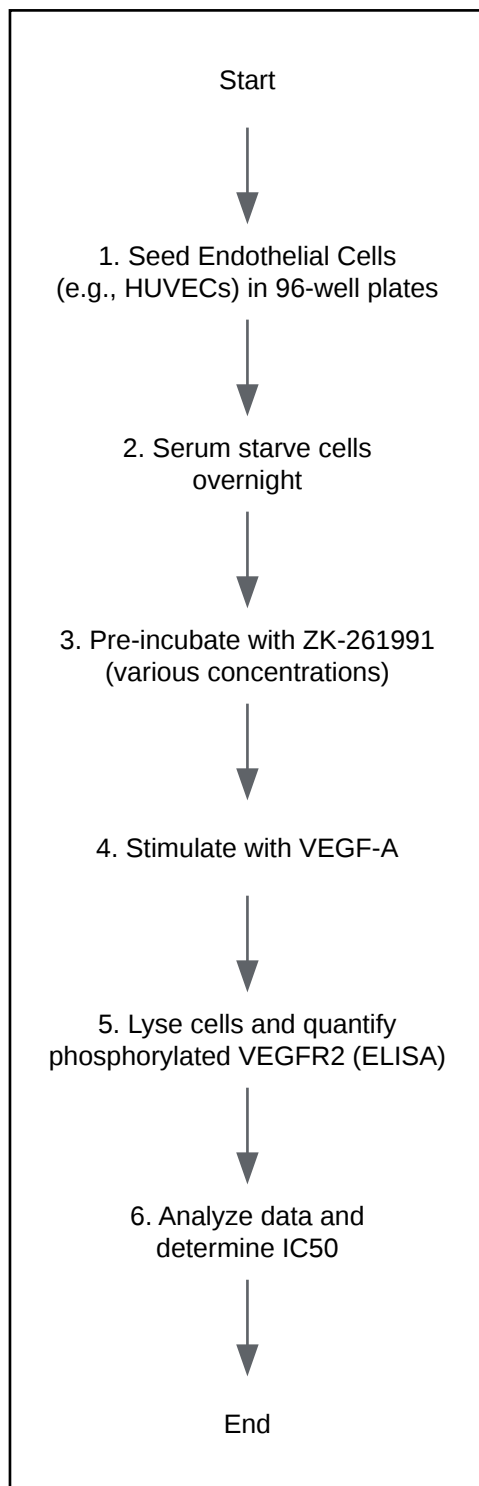 Start
1. Seed Endothelial Cells
(e.g., HUVECs) in 96-well plates
2. Serum starve cells
overnight
3. Pre-incubate with ZK-261991
(various concentrations)
4. Stimulate with VEGF-A
5. Lyse cells and quantify
phosphorylated VEGFR2 (ELISA)
6. Analyze data and
determine IC50
End